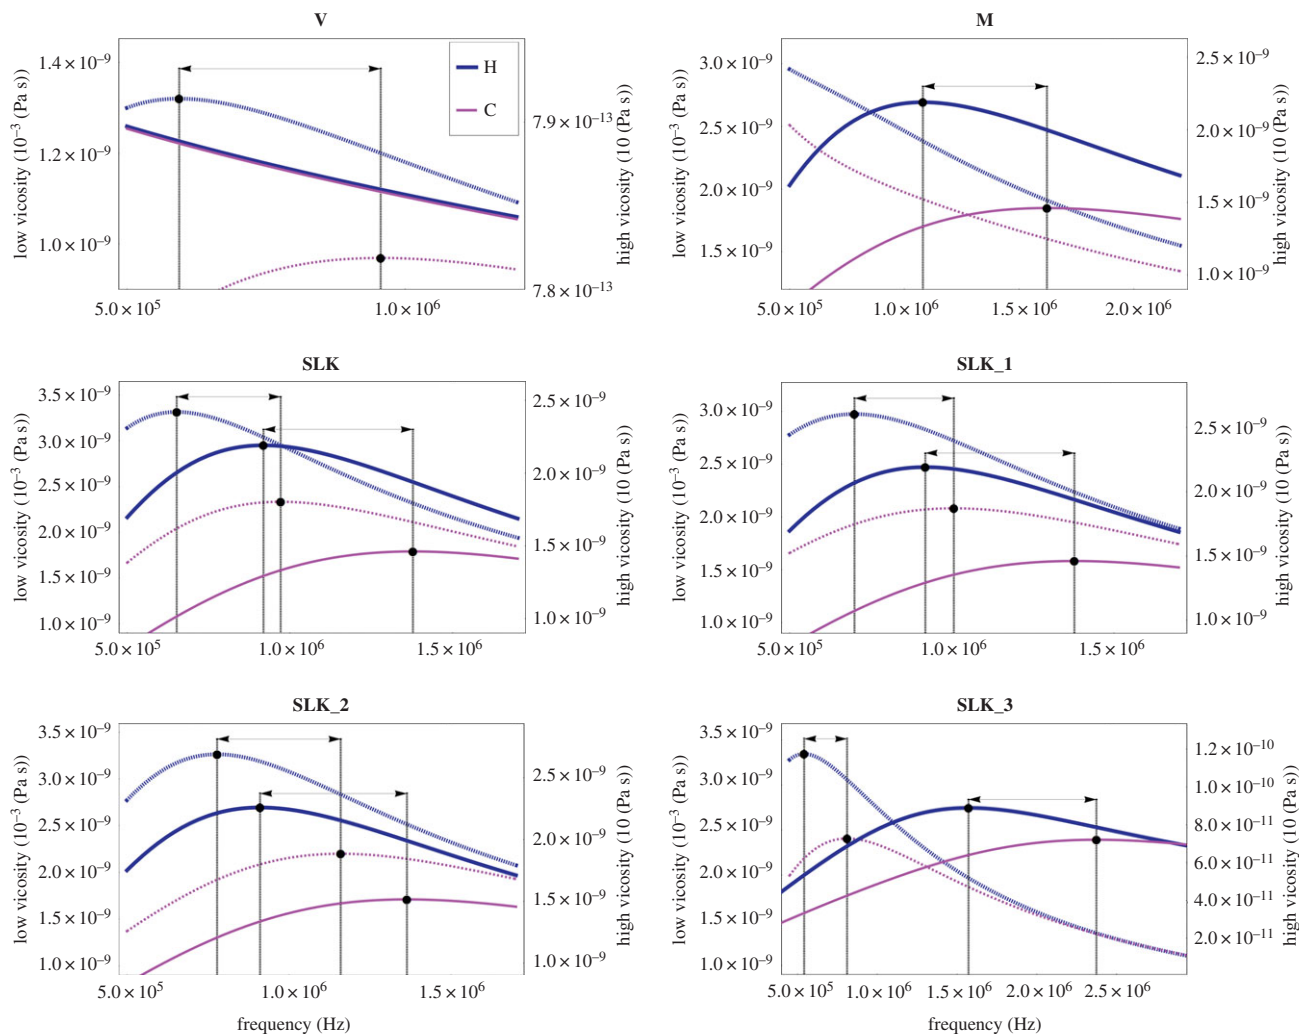 V
low vicosity (10⁻³ (Pa s))
1.4 × 10⁻⁹
1.2 × 10⁻⁹
1.0 × 10⁻⁹
H
C
7.9 × 10⁻¹³
7.8 × 10⁻¹³
high vicosity (10 (Pa s))
5.0 × 10⁵
1.0 × 10⁶
M
low vicosity (10⁻³ (Pa s))
3.0 × 10⁻⁹
2.5 × 10⁻⁹
2.0 × 10⁻⁹
1.5 × 10⁻⁹
2.5 × 10⁻⁹
2.0 × 10⁻⁹
1.5 × 10⁻⁹
1.0 × 10⁻⁹
high vicosity (10 (Pa s))
5.0 × 10⁵
1.0 × 10⁶
1.5 × 10⁶
2.0 × 10⁶
SLK
low vicosity (10⁻³ (Pa s))
3.5 × 10⁻⁹
3.0 × 10⁻⁹
2.5 × 10⁻⁹
2.0 × 10⁻⁹
1.5 × 10⁻⁹
1.0 × 10⁻⁹
2.5 × 10⁻⁹
2.0 × 10⁻⁹
1.5 × 10⁻⁹
1.0 × 10⁻⁹
high vicosity (10 (Pa s))
5.0 × 10⁵
1.0 × 10⁶
1.5 × 10⁶
SLK_1
low vicosity (10⁻³ (Pa s))
3.0 × 10⁻⁹
2.5 × 10⁻⁹
2.0 × 10⁻⁹
1.5 × 10⁻⁹
1.0 × 10⁻⁹
2.5 × 10⁻⁹
2.0 × 10⁻⁹
1.5 × 10⁻⁹
1.0 × 10⁻⁹
high vicosity (10 (Pa s))
5.0 × 10⁵
1.0 × 10⁶
1.5 × 10⁶
SLK_2
low vicosity (10⁻³ (Pa s))
3.5 × 10⁻⁹
3.0 × 10⁻⁹
2.5 × 10⁻⁹
2.0 × 10⁻⁹
1.5 × 10⁻⁹
1.0 × 10⁻⁹
2.5 × 10⁻⁹
2.0 × 10⁻⁹
1.5 × 10⁻⁹
1.0 × 10⁻⁹
high vicosity (10 (Pa s))
5.0 × 10⁵
1.0 × 10⁶
1.5 × 10⁶
frequency (Hz)
SLK_3
low vicosity (10⁻³ (Pa s))
3.5 × 10⁻⁹
3.0 × 10⁻⁹
2.5 × 10⁻⁹
2.0 × 10⁻⁹
1.5 × 10⁻⁹
1.0 × 10⁻⁹
1.2 × 10⁻¹⁰
1.0 × 10⁻¹⁰
8.0 × 10⁻¹¹
6.0 × 10⁻¹¹
4.0 × 10⁻¹¹
2.0 × 10⁻¹¹
high vicosity (10 (Pa s))
5.0 × 10⁵
1.0 × 10⁶
1.5 × 10⁶
2.0 × 10⁶
2.5 × 10⁶
frequency (Hz)